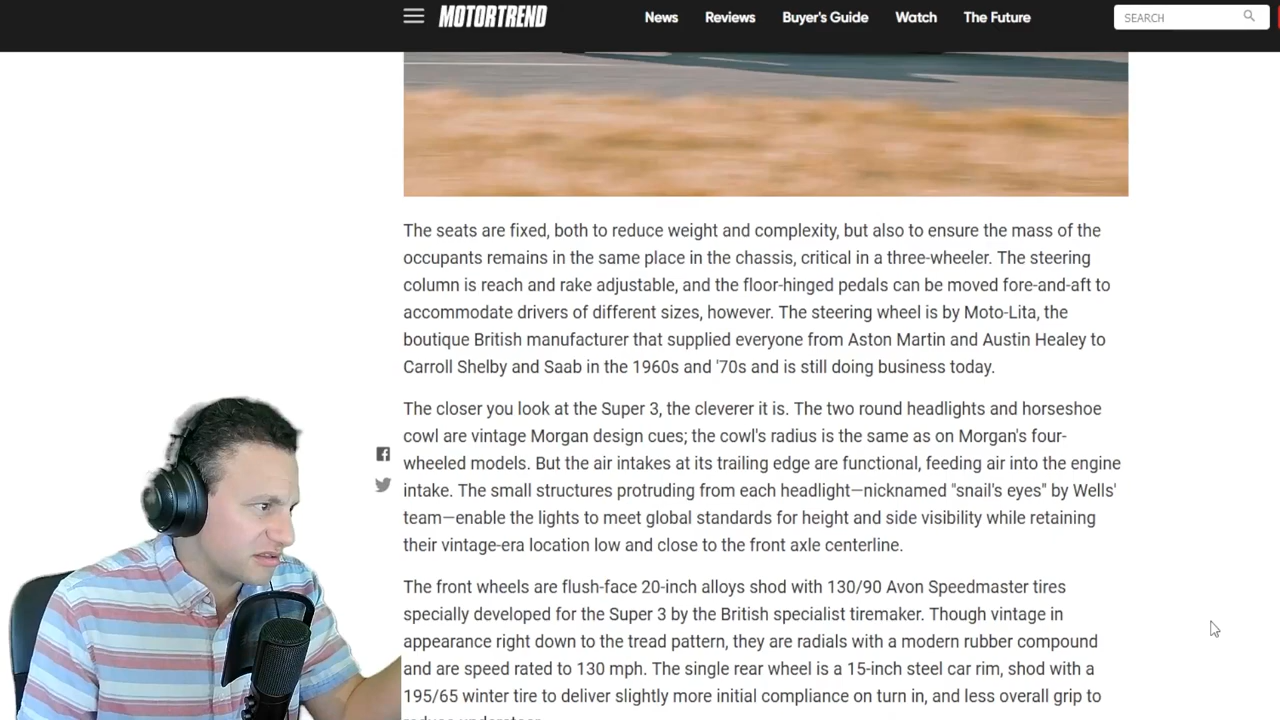 MOTORTREND
News Reviews Buyer's Guide Watch The Future
SEARCH
The seats are fixed, both to reduce weight and complexity, but also to ensure the mass of the
occupants remains in the same place in the chassis, critical in a three-wheeler. The steering
column is reach and rake adjustable, and the floor-hinged pedals can be moved fore-and-aft to
accommodate drivers of different sizes, however. The steering wheel is by Moto-Lita, the
boutique British manufacturer that supplied everyone from Aston Martin and Austin Healey to
Carroll Shelby and Saab in the 1960s and '70s and is still doing business today.
The closer you look at the Super 3, the cleverer it is. The two round headlights and horseshoe
cowl are vintage Morgan design cues; the cowl's radius is the same as on Morgan's four-
wheeled models. But the air intakes at its trailing edge are functional, feeding air into the engine
intake. The small structures protruding from each headlight—nicknamed "snail's eyes" by Wells'
team—enable the lights to meet global standards for height and side visibility while retaining
their vintage-era location low and close to the front axle centerline.
The front wheels are flush-face 20-inch alloys shod with 130/90 Avon Speedmaster tires
specially developed for the Super 3 by the British specialist tiremaker. Though vintage in
appearance right down to the tread pattern, they are radials with a modern rubber compound
and are speed rated to 130 mph. The single rear wheel is a 15-inch steel car rim, shod with a
195/65 winter tire to deliver slightly more initial compliance on turn in, and less overall grip to